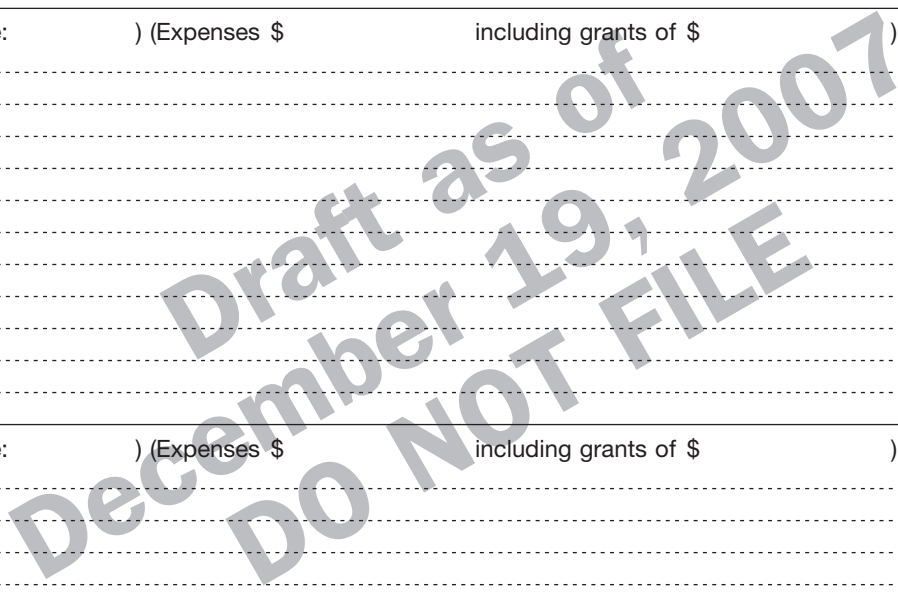 e: ) (Expenses $ including grants of $ )
Draft as of
December 19, 2007
DO NOT FILE
e: ) (Expenses $ including grants of $ )